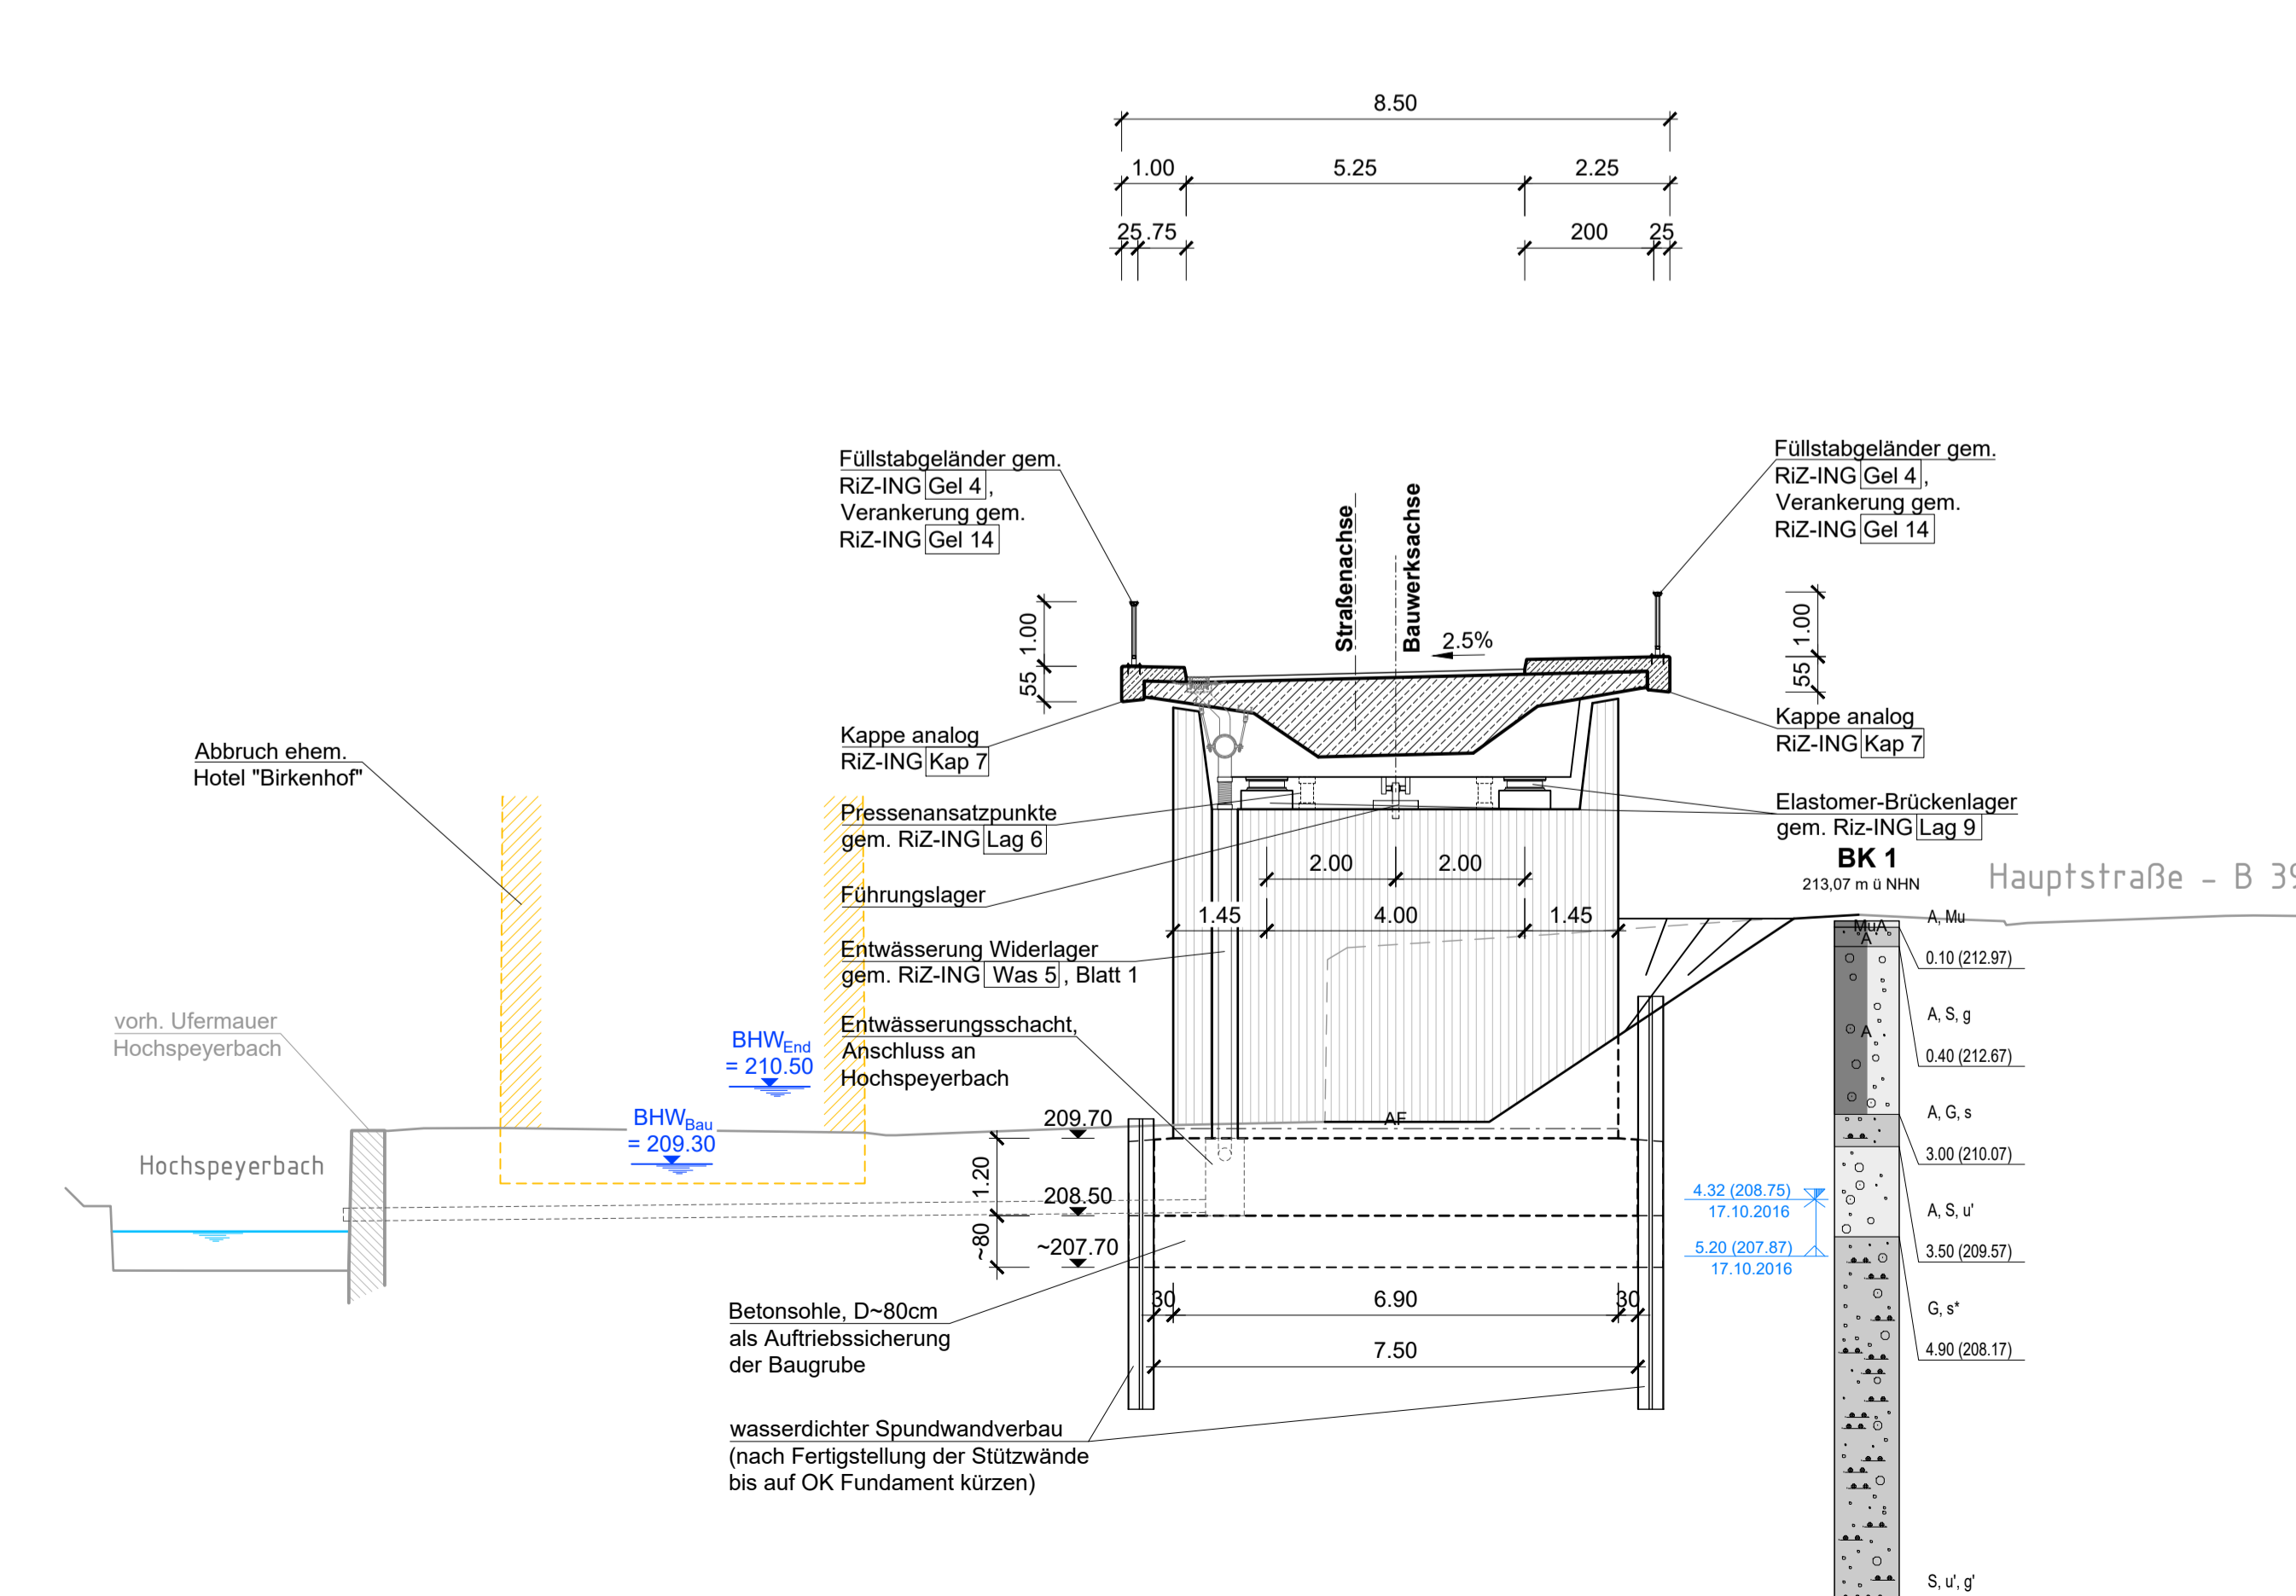 8.50
1.00 5.25 2.25
25 .75 200 25
Füllstabgeländer gem.
RiZ-ING Gel 4 ,
Verankerung gem.
RiZ-ING Gel 14
Füllstabgeländer gem.
RiZ-ING Gel 4 ,
Verankerung gem.
RiZ-ING Gel 14
Straßenachse
Bauwerksachse
2.5%
1.00
55
1.00
55
Kappe analog
RiZ-ING Kap 7
Kappe analog
RiZ-ING Kap 7
Abbruch ehem.
Hotel "Birkenhof"
Pressenansatzpunkte
gem. RiZ-ING Lag 6
Elastomer-Brückenlager
gem. Riz-ING Lag 9
Führungslager
2.00 2.00
1.45 4.00 1.45
BK 1
213,07 m ü NHN
Hauptstraße - B 39
Entwässerung Widerlager
gem. RiZ-ING Was 5 , Blatt 1
Entwässerungsschacht,
Anschluss an
Hochspeyerbach
vorh. Ufermauer
Hochspeyerbach
BHWEnd
= 210.50
BHWBau
= 209.30
Hochspeyerbach
209.70
AF
1.20
208.50
~80
~207.70
30 6.90 30
7.50
Betonsohle, D~80cm
als Auftriebssicherung
der Baugrube
wasserdichter Spundwandverbau
(nach Fertigstellung der Stützwände
bis auf OK Fundament kürzen)
4.32 (208.75)
17.10.2016
5.20 (207.87)
17.10.2016
MuA
A
A
A, Mu
0.10 (212.97)
A, S, g
0.40 (212.67)
A, G, s
3.00 (210.07)
A, S, u'
3.50 (209.57)
G, s*
4.90 (208.17)
S, u', g'